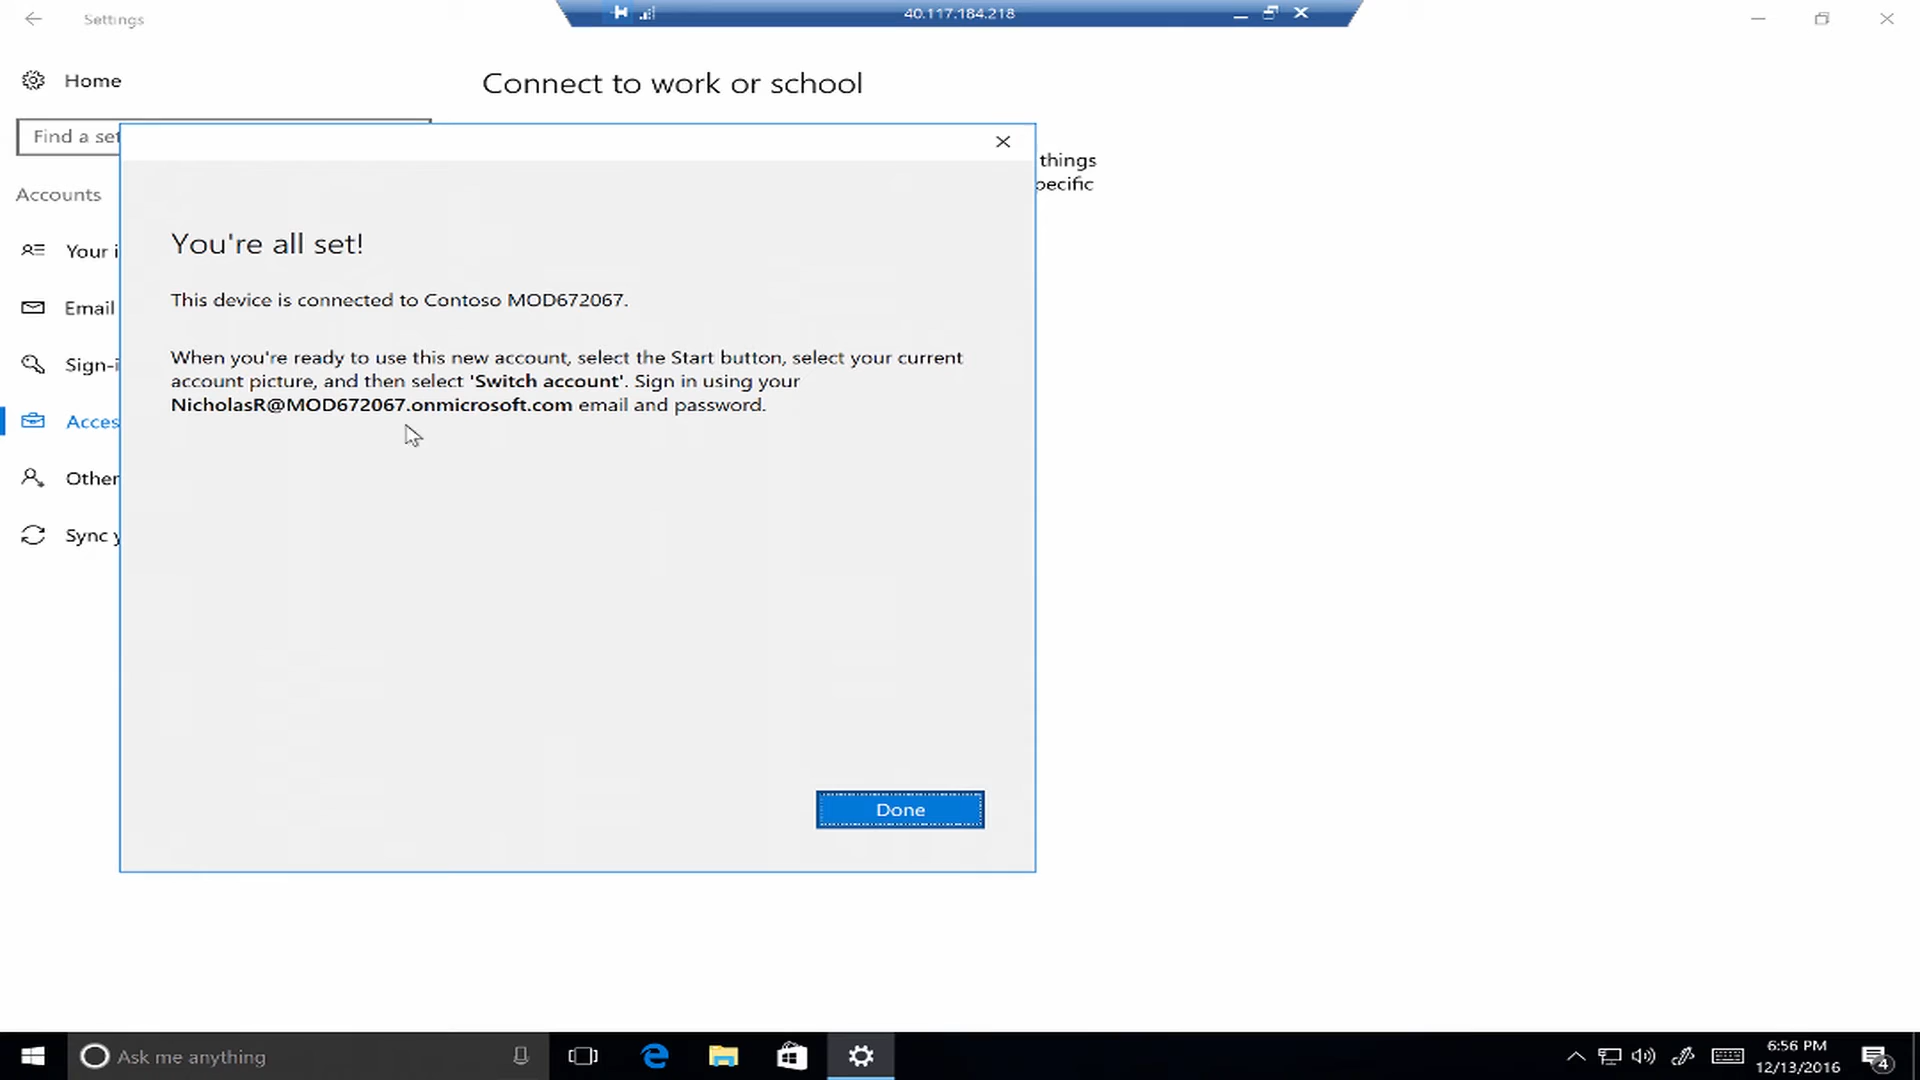 Settings
40.117.184.218
Home
Connect to work or school
Find a set
things
pecific
Accounts
Your i
Email
Sign-i
Acces
Other
Sync y
You're all set!
This device is connected to Contoso MOD672067.
When you're ready to use this new account, select the Start button, select your current
account picture, and then select 'Switch account'. Sign in using your
NicholasR@MOD672067.onmicrosoft.com email and password.
Done
Ask me anything
6:56 PM
12/13/2016
4